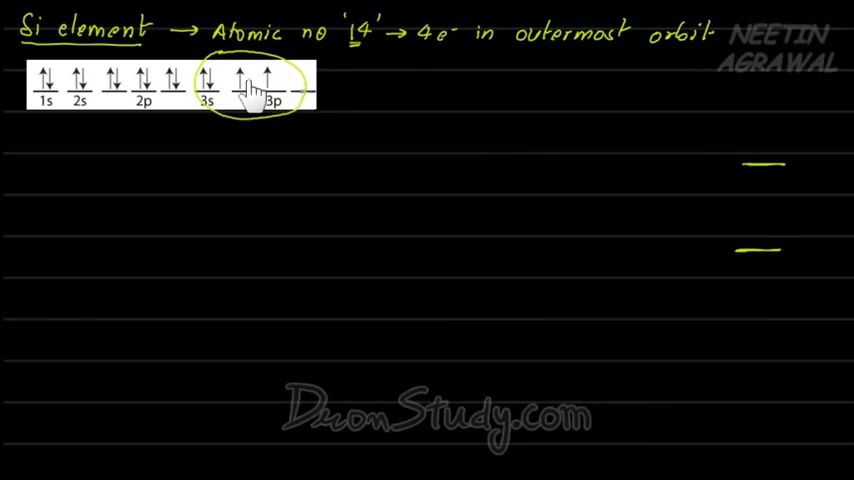 Si element → Atomic no '14' → 4e⁻ in outermost orbit
NEETIN
AGRAWAL
1s 2s 2p 3s 3p
DronStudy.com